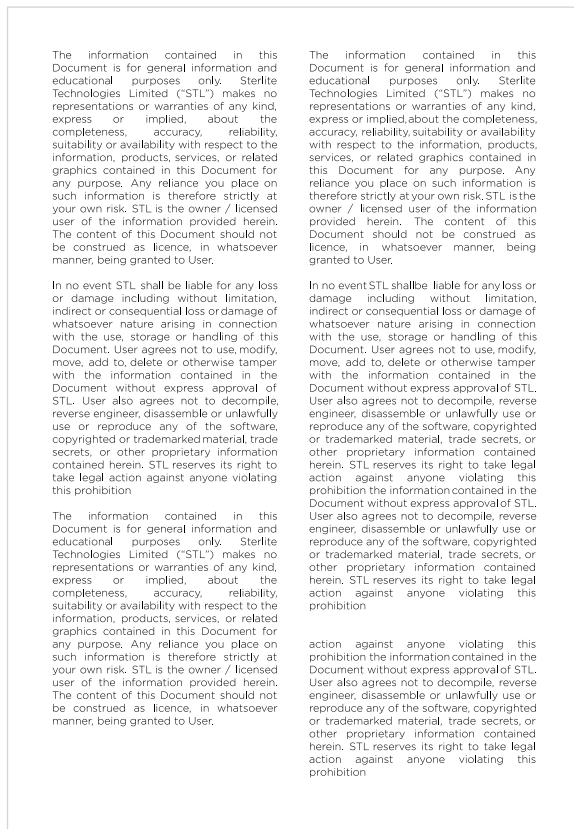 The information contained in this
Document is for general information and
educational purposes only. Sterlite
Technologies Limited (“STL”) makes no
representations or warranties of any kind,
express or implied, about the
completeness, accuracy, reliability,
suitability or availability with respect to the
information, products, services, or related
graphics contained in this Document for
any purpose. Any reliance you place on
such information is therefore strictly at
your own risk. STL is the owner / licensed
user of the information provided herein.
The content of this Document should not
be construed as licence, in whatsoever
manner, being granted to User.

In no event STL shall be liable for any loss
or damage including without limitation,
indirect or consequential loss or damage of
whatsoever nature arising in connection
with the use, storage or handling of this
Document. User agrees not to use, modify,
move, add to, delete or otherwise tamper
with the information contained in the
Document without express approval of
STL. User also agrees not to decompile,
reverse engineer, disassemble or unlawfully
use or reproduce any of the software,
copyrighted or trademarked material, trade
secrets, or other proprietary information
contained herein. STL reserves its right to
take legal action against anyone violating
this prohibition

The information contained in this
Document is for general information and
educational purposes only. Sterlite
Technologies Limited (“STL”) makes no
representations or warranties of any kind,
express or implied, about the
completeness, accuracy, reliability,
suitability or availability with respect to the
information, products, services, or related
graphics contained in this Document for
any purpose. Any reliance you place on
such information is therefore strictly at
your own risk. STL is the owner / licensed
user of the information provided herein.
The content of this Document should not
be construed as licence, in whatsoever
manner, being granted to User.

The information contained in this
Document is for general information and
educational purposes only. Sterlite
Technologies Limited (“STL”) makes no
representations or warranties of any kind,
express or implied, about the completeness,
accuracy, reliability, suitability or availability
with respect to the information, products,
services, or related graphics contained in
this Document for any purpose. Any
reliance you place on such information is
therefore strictly at your own risk. STL is the
owner / licensed user of the information
provided herein. The content of this
Document should not be construed as
licence, in whatsoever manner, being
granted to User.

In no event STL shallbe liable for any loss or
damage including without limitation,
indirect or consequential loss or damage of
whatsoever nature arising in connection
with the use, storage or handling of this
Document. User agrees not to use, modify,
move, add to, delete or otherwise tamper
with the information contained in the
Document without express approval of STL.
User also agrees not to decompile, reverse
engineer, disassemble or unlawfully use or
reproduce any of the software, copyrighted
or trademarked material, trade secrets, or
other proprietary information contained
herein. STL reserves its right to take legal
action against anyone violating this
prohibition the information contained in the
Document without express approval of STL.
User also agrees not to decompile, reverse
engineer, disassemble or unlawfully use or
reproduce any of the software, copyrighted
or trademarked material, trade secrets, or
other proprietary information contained
herein. STL reserves its right to take legal
action against anyone violating this
prohibition

action against anyone violating this
prohibition the information contained in the
Document without express approval of STL.
User also agrees not to decompile, reverse
engineer, disassemble or unlawfully use or
reproduce any of the software, copyrighted
or trademarked material, trade secrets, or
other proprietary information contained
herein. STL reserves its right to take legal
action against anyone violating this
prohibition